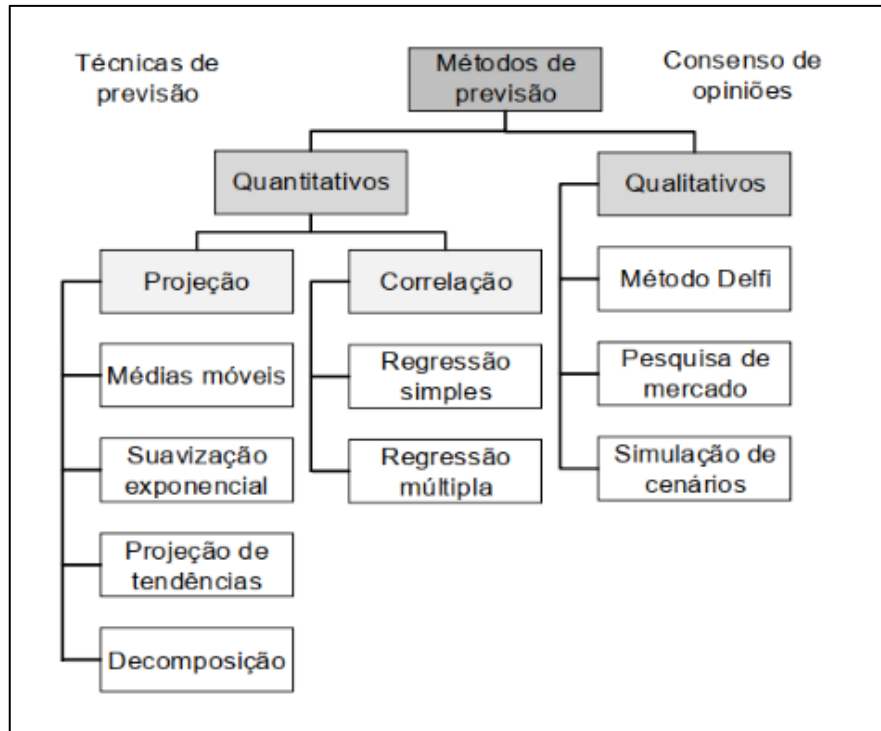 Técnicas de
previsão
Métodos de
previsão
Consenso de
opiniões
Quantitativos
Qualitativos
Projeção
Correlação
Método Delfi
Médias móveis
Regressão
simples
Pesquisa de
mercado
Suavização
exponencial
Regressão
múltipla
Simulação de
cenários
Projeção de
tendências
Decomposição